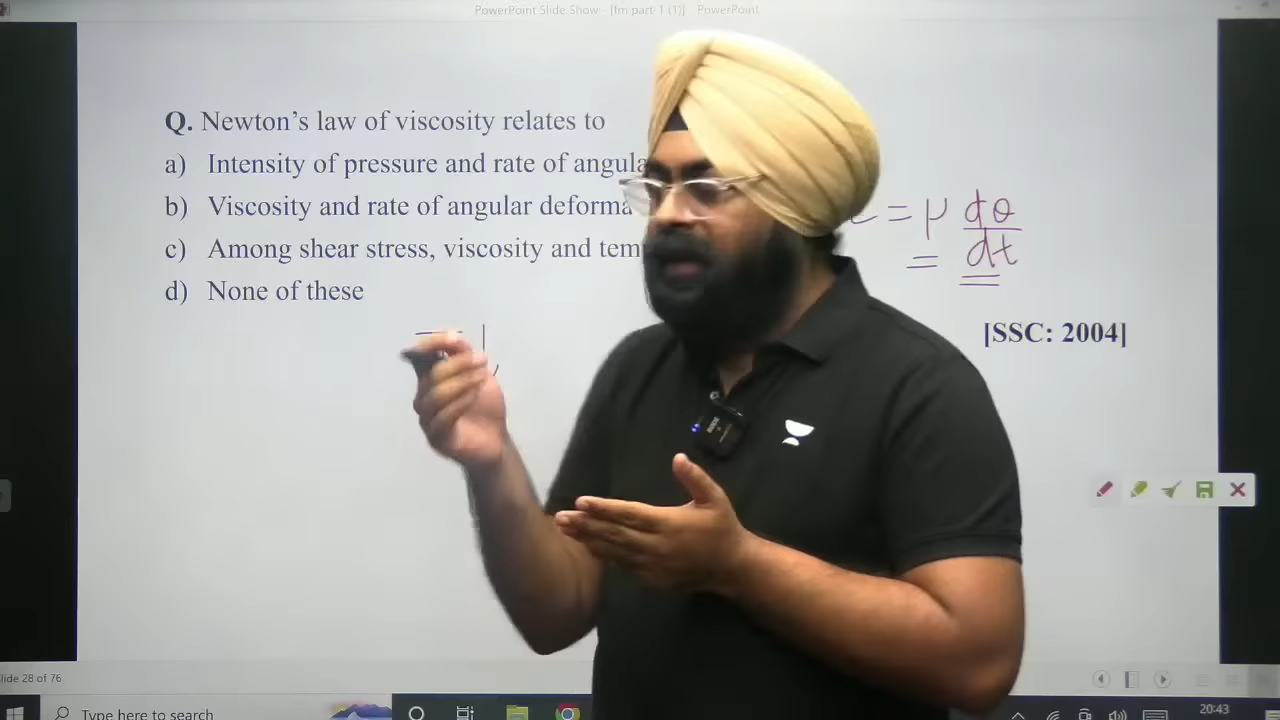 PowerPoint Slide Show - [fm part-1 (1)] - PowerPoint
Q. Newton's law of viscosity relates to
a) Intensity of pressure and rate of angula
b) Viscosity and rate of angular deforma
= μ dθ
dt
=
c) Among shear stress, viscosity and tem
d) None of these
[SSC: 2004]
lide 28 of 76
Type here to search
20:43